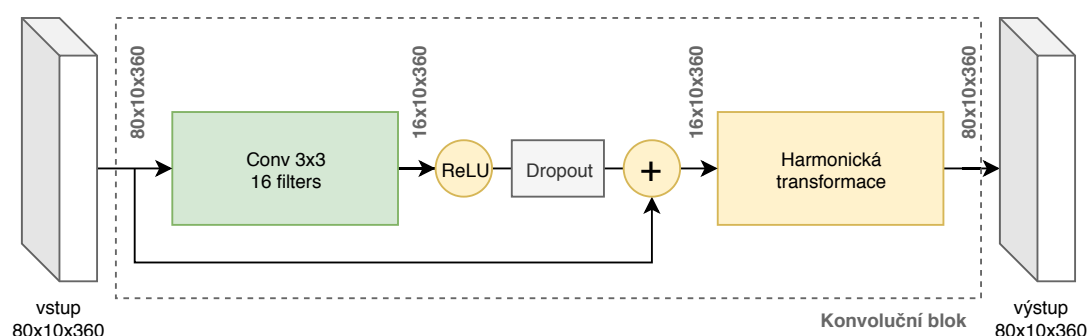 80x10x360
16x10x360
16x10x360
80x10x360
Conv 3x3
16 filters
ReLU
Dropout
+
Harmonická
transformace
vstup
80x10x360
Konvoluční blok
výstup
80x10x360